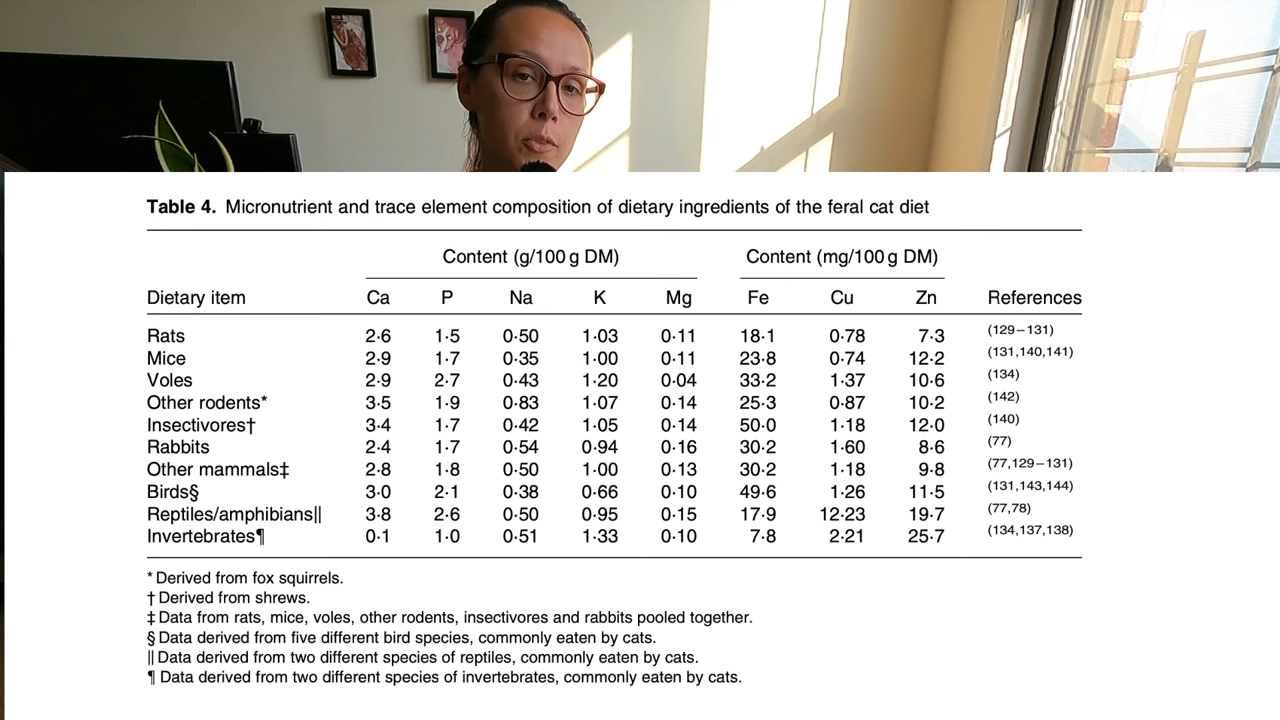 Table 4. Micronutrient and trace element composition of dietary ingredients of the feral cat diet
Content (g/100 g DM) Content (mg/100 g DM)
Dietary item Ca P Na K Mg Fe Cu Zn References
Rats 2·6 1·5 0·50 1·03 0·11 18·1 0·78 7·3 (129–131)
Mice 2·9 1·7 0·35 1·00 0·11 23·8 0·74 12·2 (131,140,141)
Voles 2·9 2·7 0·43 1·20 0·04 33·2 1·37 10·6 (134)
Other rodents* 3·5 1·9 0·83 1·07 0·14 25·3 0·87 10·2 (142)
Insectivores† 3·4 1·7 0·42 1·05 0·14 50·0 1·18 12·0 (140)
Rabbits 2·4 1·7 0·54 0·94 0·16 30·2 1·60 8·6 (77)
Other mammals‡ 2·8 1·8 0·50 1·00 0·13 30·2 1·18 9·8 (77,129–131)
Birds§ 3·0 2·1 0·38 0·66 0·10 49·6 1·26 11·5 (131,143,144)
Reptiles/amphibians‖ 3·8 2·6 0·50 0·95 0·15 17·9 12·23 19·7 (77,78)
Invertebrates¶ 0·1 1·0 0·51 1·33 0·10 7·8 2·21 25·7 (134,137,138)
* Derived from fox squirrels.
† Derived from shrews.
‡ Data from rats, mice, voles, other rodents, insectivores and rabbits pooled together.
§ Data derived from five different bird species, commonly eaten by cats.
‖ Data derived from two different species of reptiles, commonly eaten by cats.
¶ Data derived from two different species of invertebrates, commonly eaten by cats.